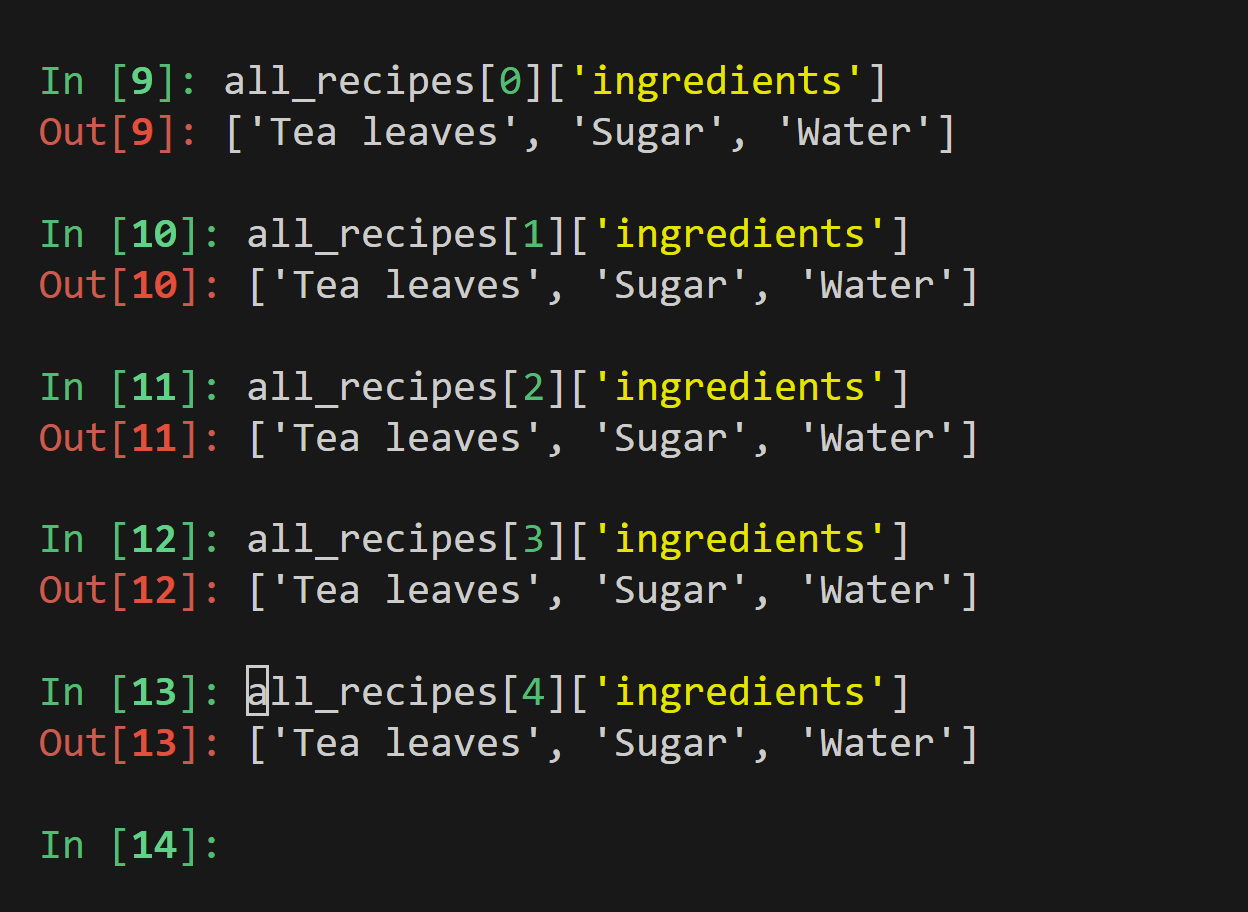 In [9]: all_recipes[0]['ingredients']
Out[9]: ['Tea leaves', 'Sugar', 'Water']
In [10]: all_recipes[1]['ingredients']
Out[10]: ['Tea leaves', 'Sugar', 'Water']
In [11]: all_recipes[2]['ingredients']
Out[11]: ['Tea leaves', 'Sugar', 'Water']
In [12]: all_recipes[3]['ingredients']
Out[12]: ['Tea leaves', 'Sugar', 'Water']
In [13]: all_recipes[4]['ingredients']
Out[13]: ['Tea leaves', 'Sugar', 'Water']
In [14]: